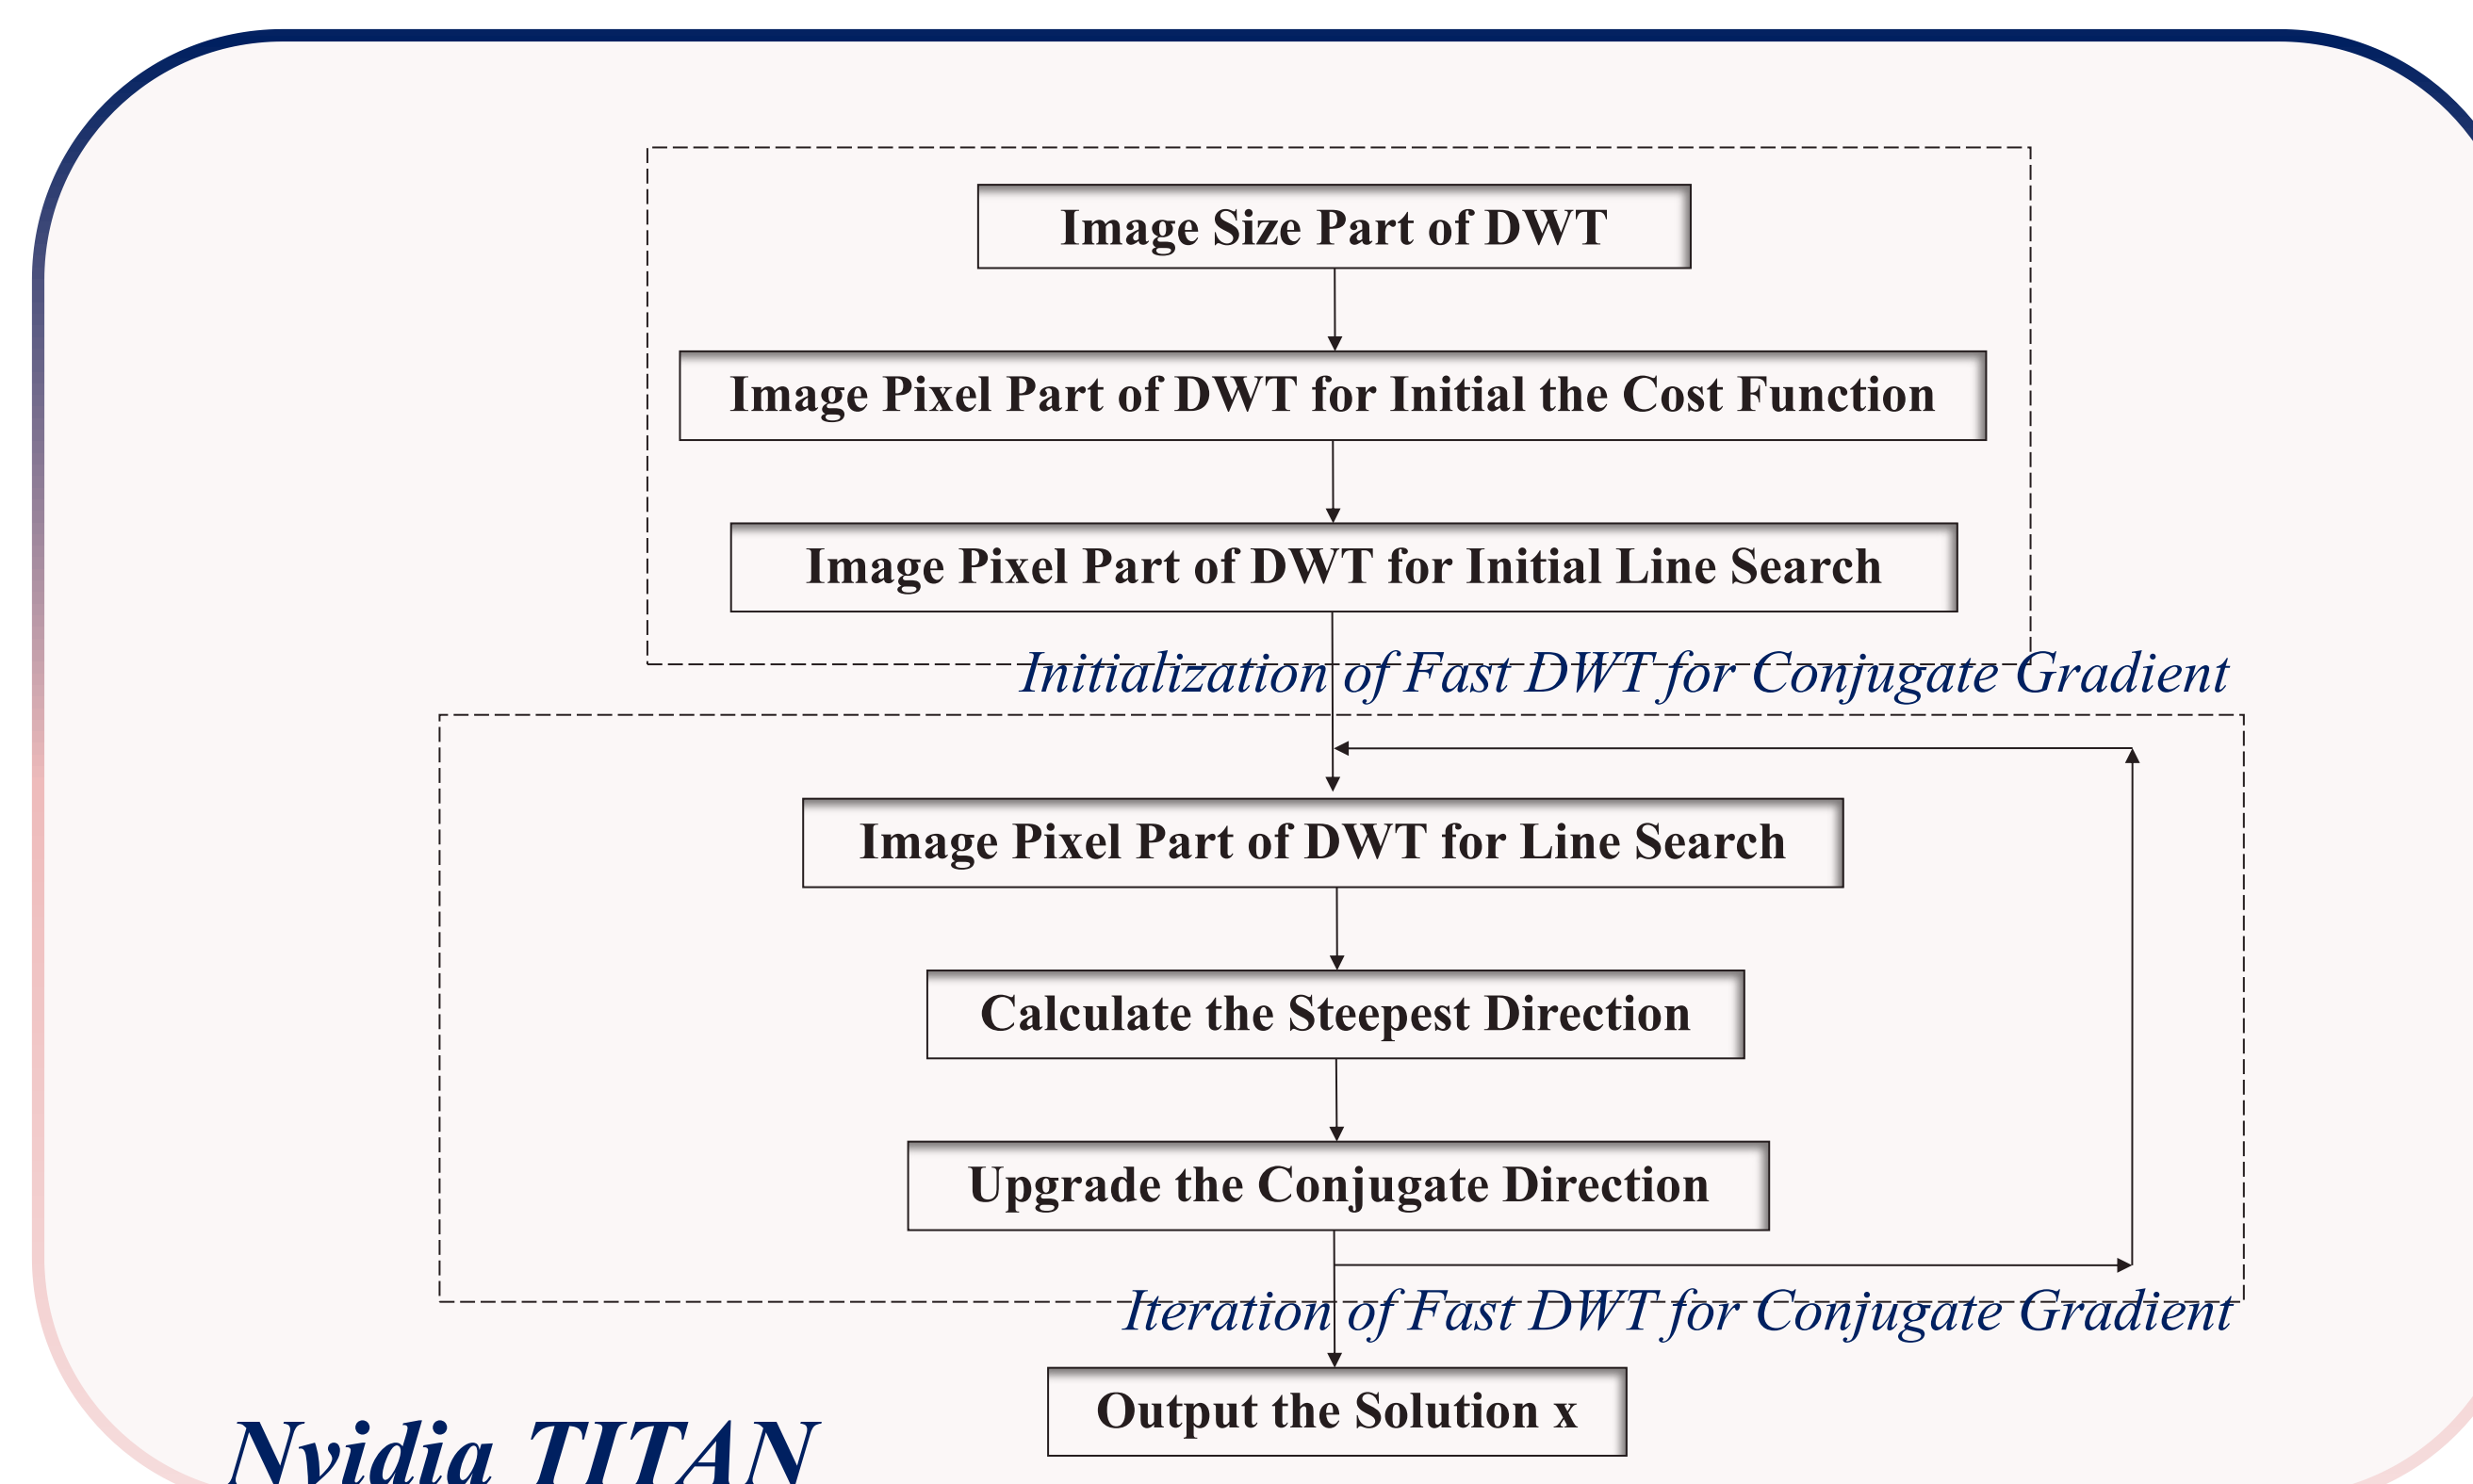 Image Size Part of DWT
Image Pixel Part of DWT for Initial the Cost Function
Image Pixel Part of DWT for Initial Line Search
Initialization of Fast DWT for Conjugate Gradient
Image Pixel Part of DWT for Line Search
Calculate the Steepest Direction
Upgrade the Conjugate Direction
Iteration of Fast DWT for Conjugate Gradient
Output the Solution x
Nvidia TITAN